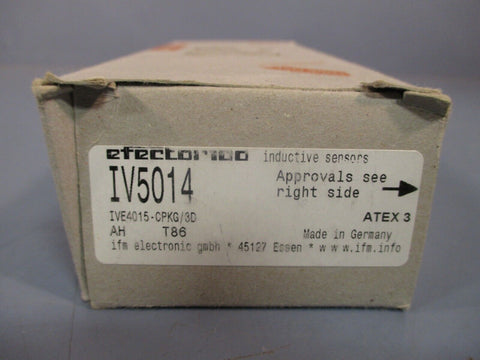 efector100 inductive sensors
IV5014
Approvals see
right side
IVE4015-CPKG/3D
ATEX 3
AH T86
Made in Germany
ifm electronic gmbh * 45127 Essen * www.ifm.info